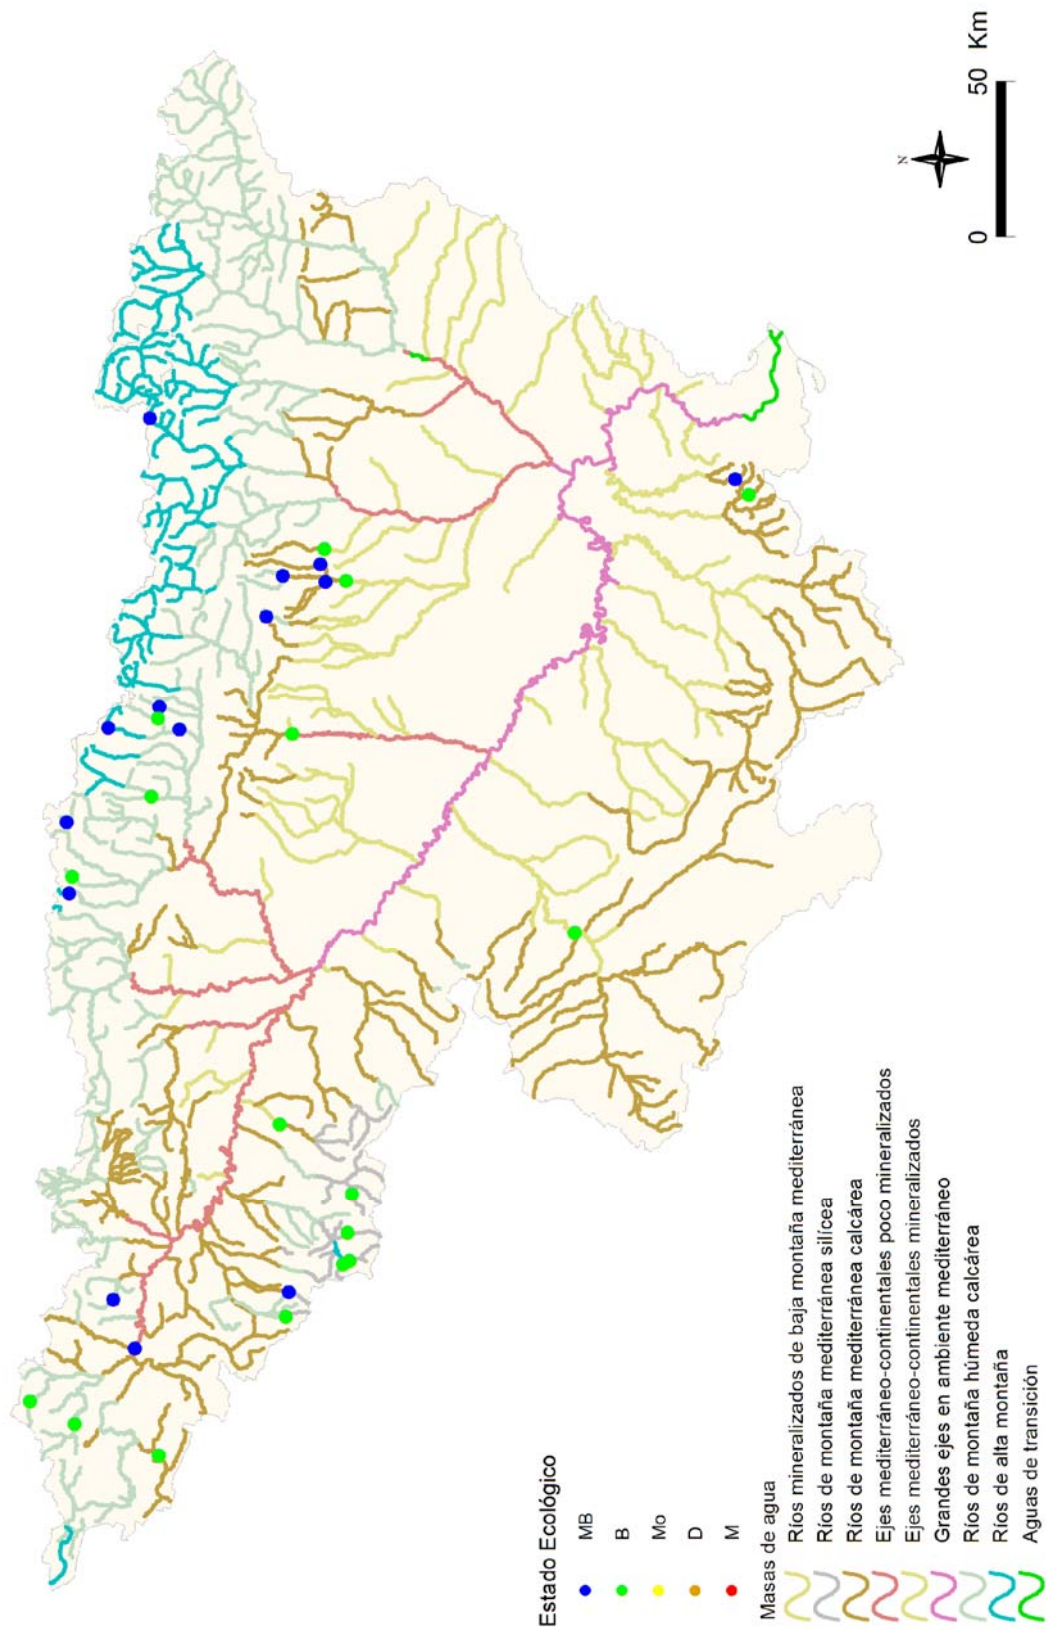 N
0 50 Km
Estado Ecológico
MB
B
Mo
D
M
Masas de agua
Ríos mineralizados de baja montaña mediterránea
Ríos de montaña mediterránea silícea
Ríos de montaña mediterránea calcárea
Ejes mediterráneo-continentales poco mineralizados
Ejes mediterráneo-continentales mineralizados
Grandes ejes en ambiente mediterráneo
Ríos de montaña húmeda calcárea
Ríos de alta montaña
Aguas de transición